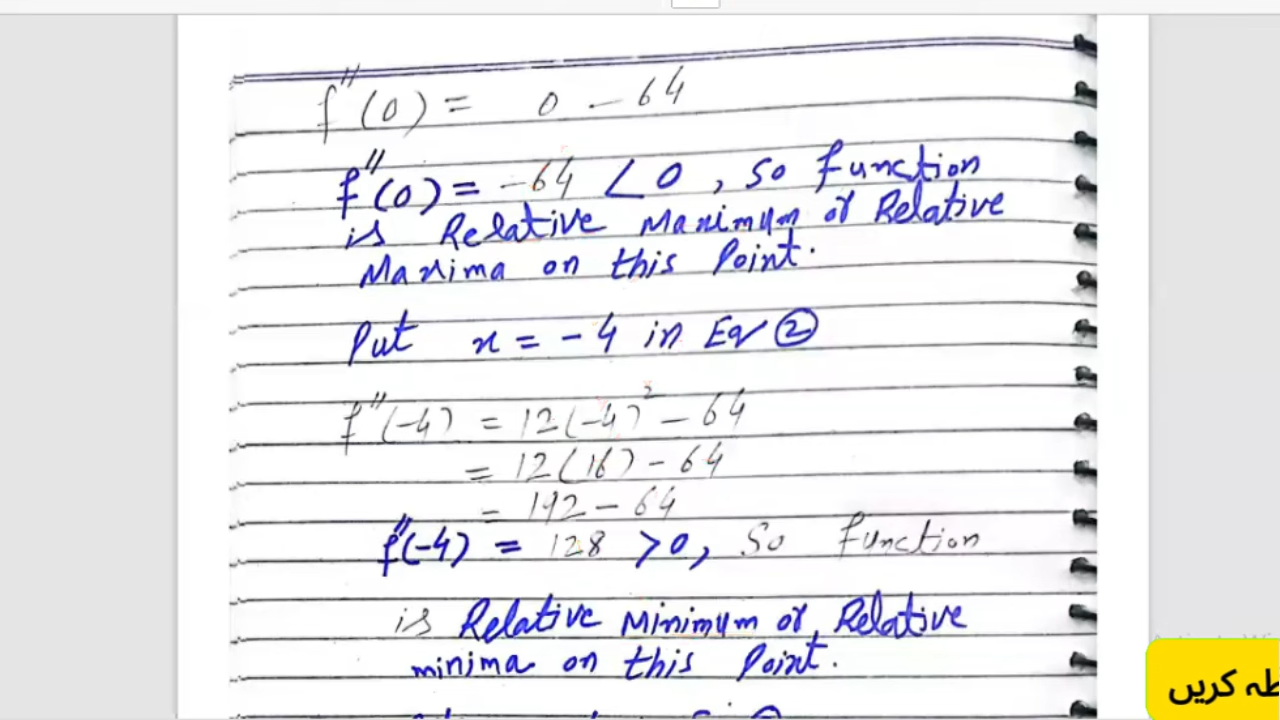 f''(0) = 0 - 64
f''(0) = -64 < 0, so function
is Relative Maximum or Relative
Maxima on this Point.
Put x = -4 in Eq ②
f''(-4) = 12(-4)² - 64
= 12(16) - 64
= 192 - 64
f''(-4) = 128 > 0, So function
is Relative Minimum or Relative
minima on this Point.
طہ کریں